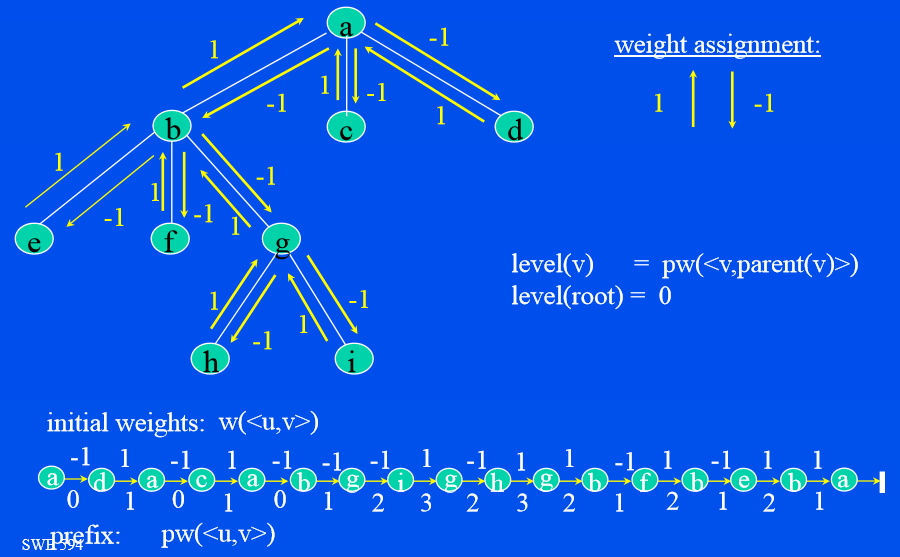 a
1
-1
weight assignment:
1
-1
1
-1
-1
1
b
c
d
1
-1
1
-1
-1
1
e
f
g
level(v) = pw(<v,parent(v)>)
level(root) = 0
1
-1
1
-1
h
i
initial weights: w(<u,v>)
-1 1 -1 1 -1 -1 -1 1 -1 1 1 -1 1 -1 1 1
a d a c a b g i g h g b f b e b a
0 1 0 1 0 1 2 3 2 3 2 1 2 1 2 1
prefix: pw(<u,v>)
SWE 594